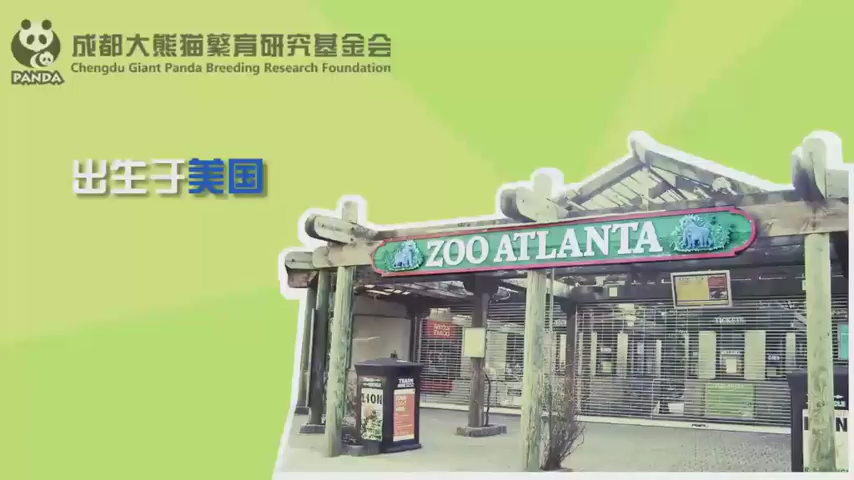 成都大熊猫繁育研究基金会
Chengdu Giant Panda Breeding Research Foundation
PANDA
出生于美国
ZOO ATLANTA
TRASH
LION
TICKETS